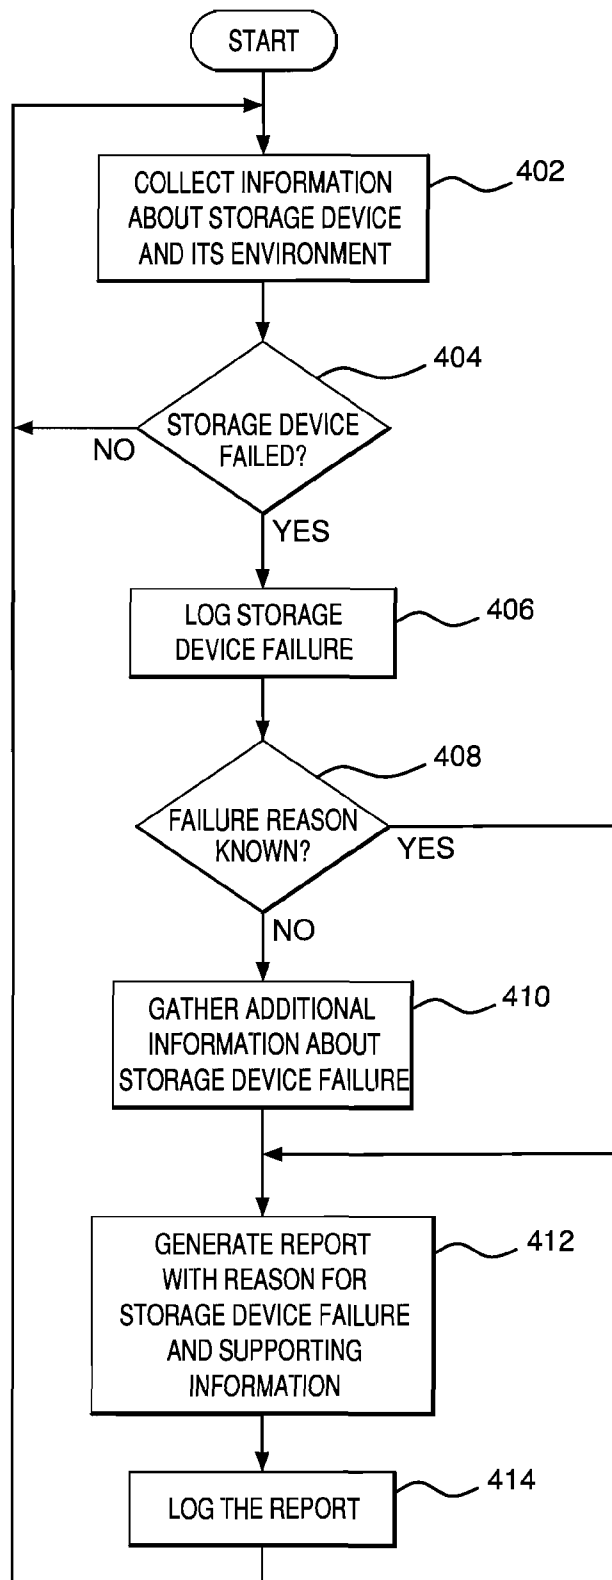 START
COLLECT INFORMATION
ABOUT STORAGE DEVICE
AND ITS ENVIRONMENT
402
STORAGE DEVICE
FAILED?
404
NO
YES
LOG STORAGE
DEVICE FAILURE
406
FAILURE REASON
KNOWN?
408
YES
NO
GATHER ADDITIONAL
INFORMATION ABOUT
STORAGE DEVICE FAILURE
410
GENERATE REPORT
WITH REASON FOR
STORAGE DEVICE FAILURE
AND SUPPORTING
INFORMATION
412
LOG THE REPORT
414